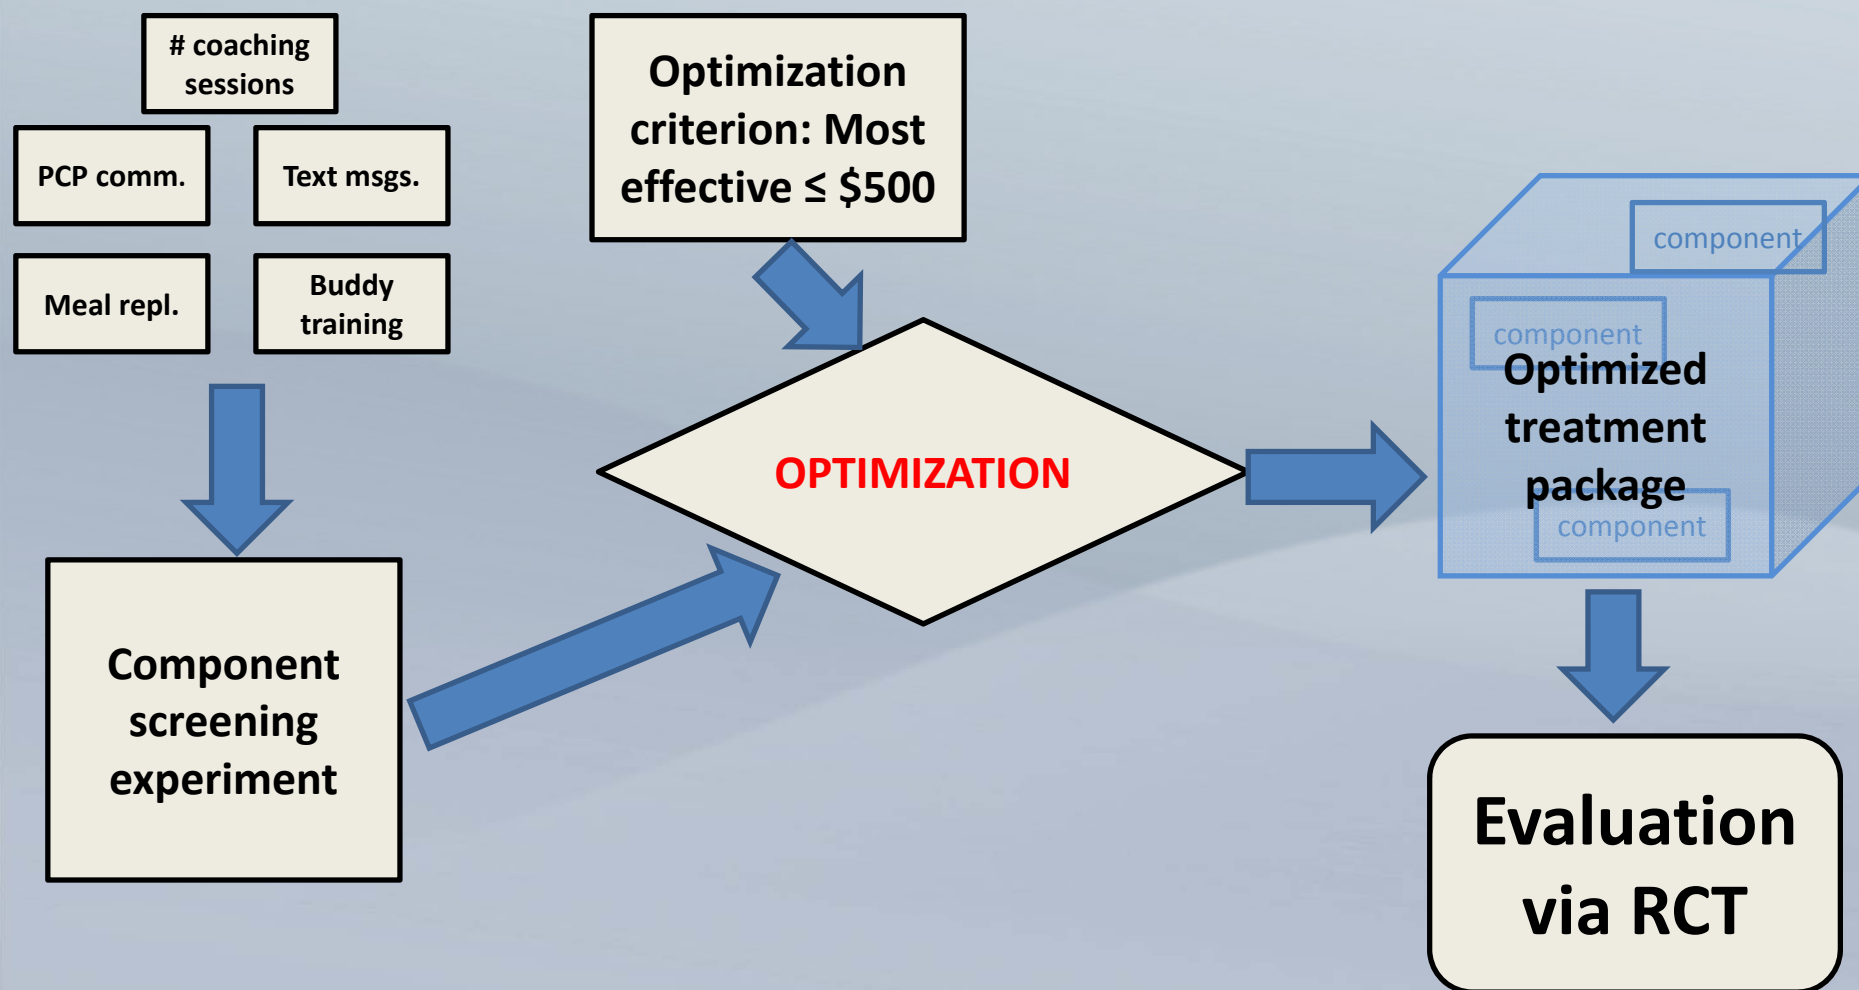 # coaching
sessions
PCP comm.
Text msgs.
Meal repl.
Buddy
training
Component
screening
experiment
Optimization
criterion: Most
effective ≤ $500
OPTIMIZATION
component
component
Optimized
treatment
package
component
Evaluation
via RCT